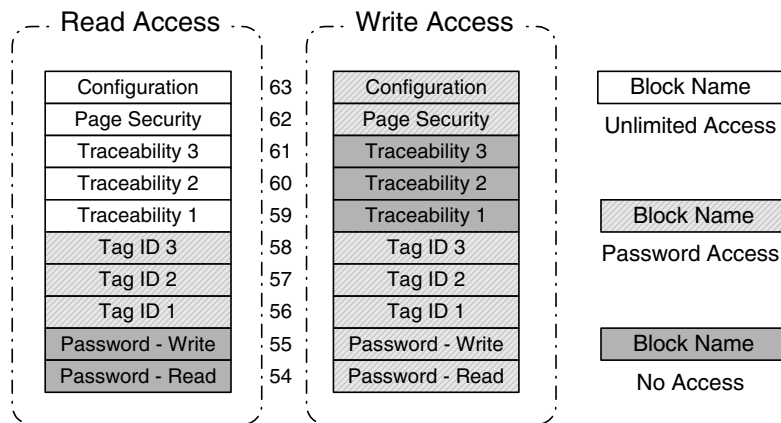 Read Access
Write Access
Configuration 63 Configuration
Page Security 62 Page Security
Traceability 3 61 Traceability 3
Traceability 2 60 Traceability 2
Traceability 1 59 Traceability 1
Tag ID 3 58 Tag ID 3
Tag ID 2 57 Tag ID 2
Tag ID 1 56 Tag ID 1
Password - Write 55 Password - Write
Password - Read 54 Password - Read
Block Name
Unlimited Access
Block Name
Password Access
Block Name
No Access